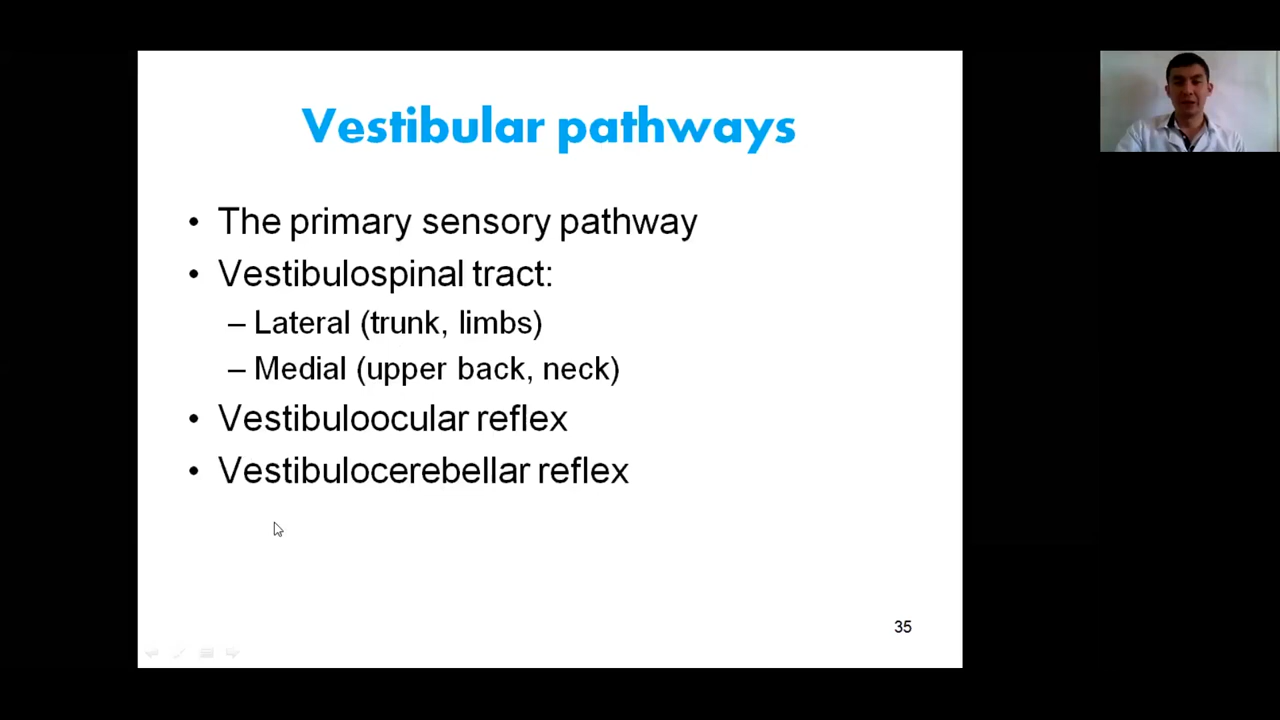 Vestibular pathways
• The primary sensory pathway
• Vestibulospinal tract:
– Lateral (trunk, limbs)
– Medial (upper back, neck)
• Vestibuloocular reflex
• Vestibulocerebellar reflex
35